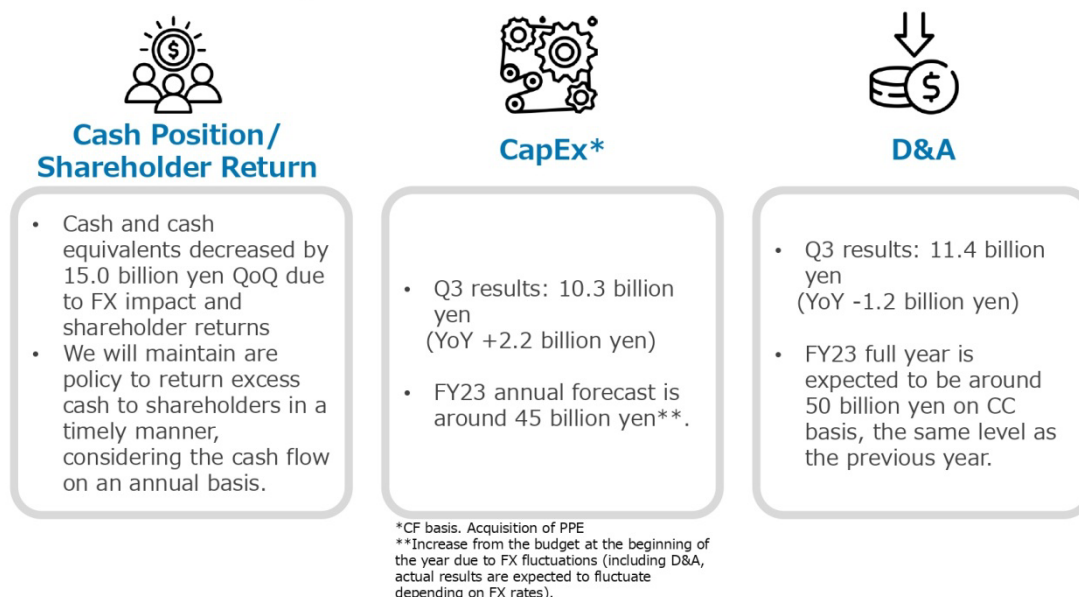 Cash Position/
Shareholder Return
• Cash and cash
equivalents decreased by
15.0 billion yen QoQ due
to FX impact and
shareholder returns
• We will maintain are
policy to return excess
cash to shareholders in a
timely manner,
considering the cash flow
on an annual basis.
CapEx*
• Q3 results: 10.3 billion
yen
(YoY +2.2 billion yen)
• FY23 annual forecast is
around 45 billion yen**.
*CF basis. Acquisition of PPE
**Increase from the budget at the beginning of
the year due to FX fluctuations (including D&A,
actual results are expected to fluctuate
depending on FX rates).
D&A
• Q3 results: 11.4 billion
yen
(YoY -1.2 billion yen)
• FY23 full year is
expected to be around
50 billion yen on CC
basis, the same level as
the previous year.